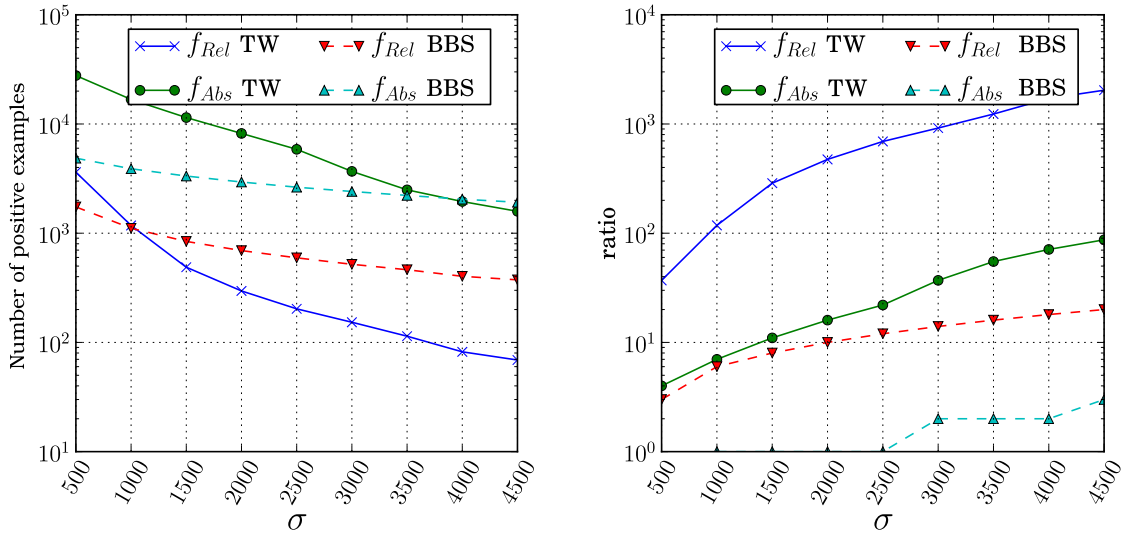 f_Rel TW
f_Rel BBS
f_Abs TW
f_Abs BBS
Number of positive examples
10^5
10^4
10^3
10^2
10^1
500
1000
1500
2000
2500
3000
3500
4000
4500
σ
f_Rel TW
f_Rel BBS
f_Abs TW
f_Abs BBS
ratio
10^4
10^3
10^2
10^1
10^0
500
1000
1500
2000
2500
3000
3500
4000
4500
σ